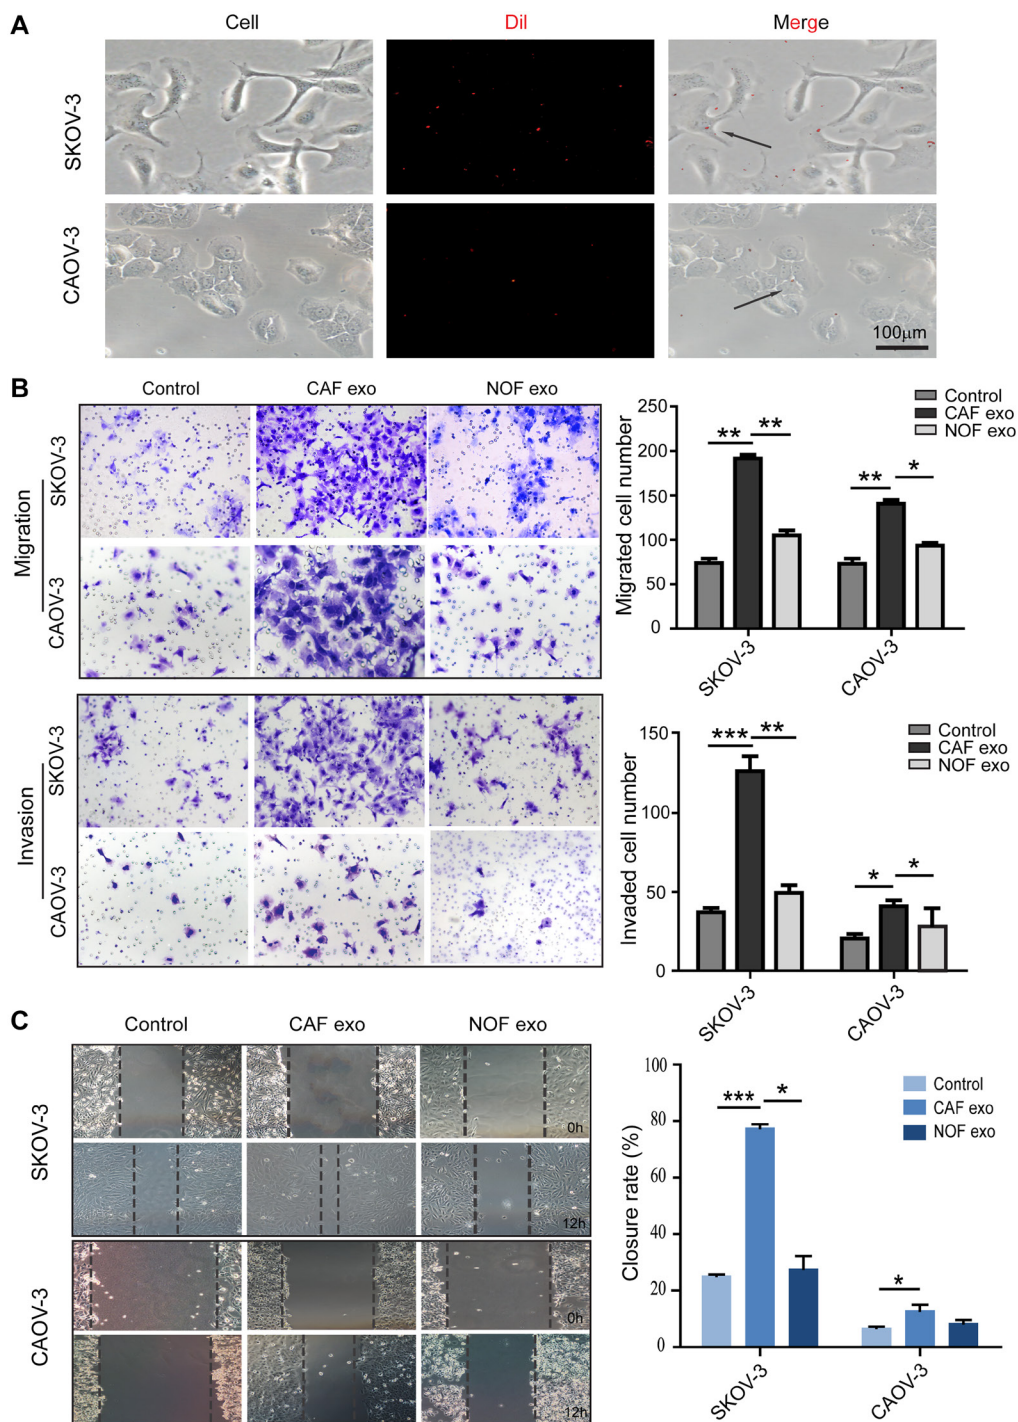 A
Cell
Dil
Merge
SKOV-3
CAOV-3
100μm
B
Control
CAF exo
NOF exo
Migration
SKOV-3
CAOV-3
Invasion
SKOV-3
CAOV-3
Migrated cell number
250
200
150
100
50
0
** **
** *
Control
CAF exo
NOF exo
SKOV-3
CAOV-3
Invaded cell number
150
100
50
0
*** **
* *
Control
CAF exo
NOF exo
SKOV-3
CAOV-3
C
Control
CAF exo
NOF exo
SKOV-3
0h
12h
CAOV-3
0h
12h
Closure rate (%)
100
80
60
40
20
0
*** *
*
Control
CAF exo
NOF exo
SKOV-3
CAOV-3